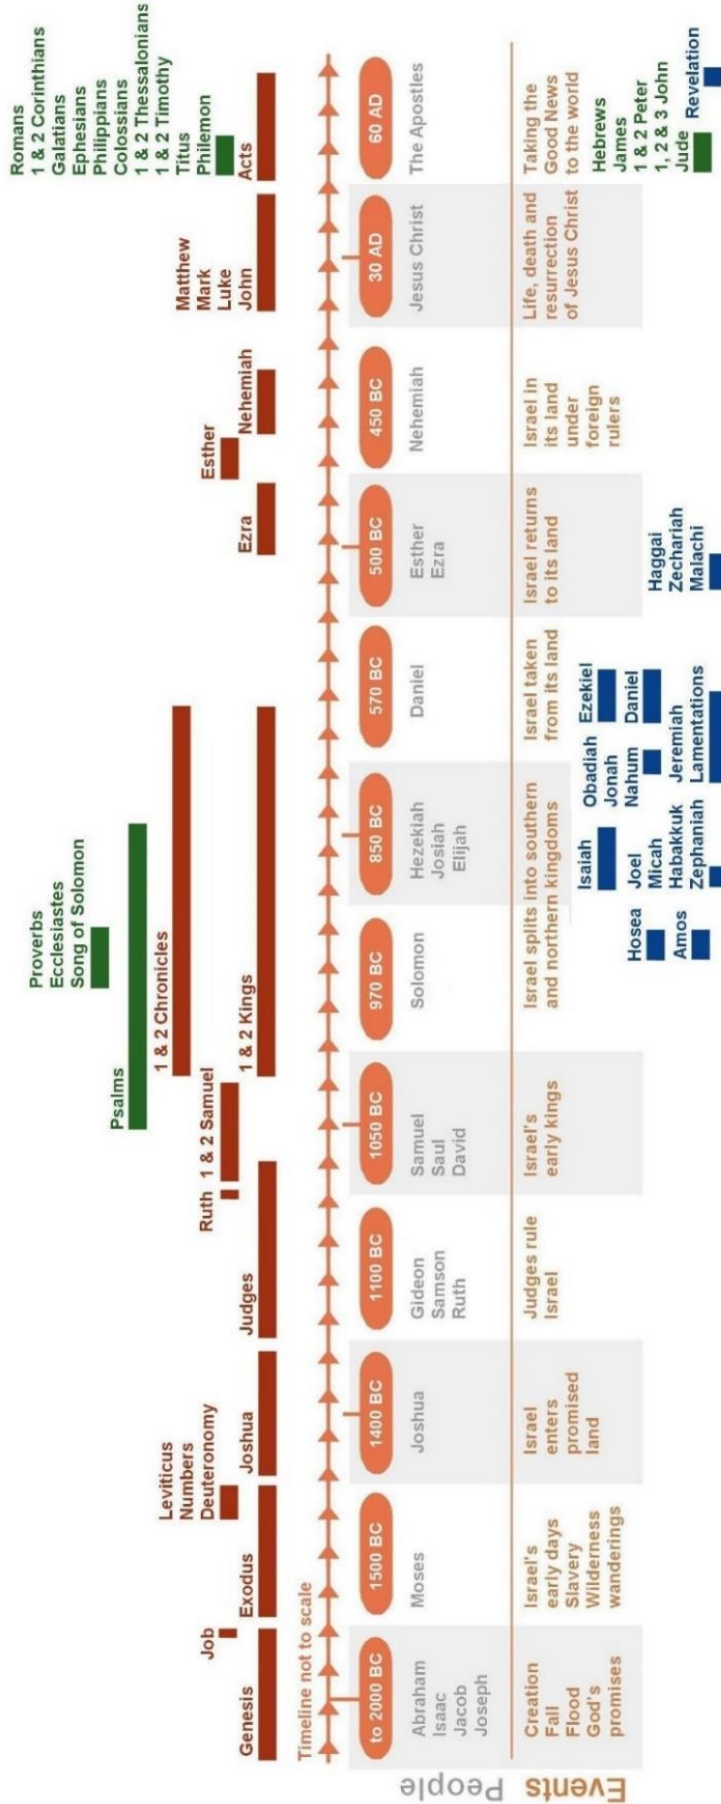 Proverbs
Ecclesiastes
Song of Solomon
Psalms
1 & 2 Chronicles
Romans
1 & 2 Corinthians
Galatians
Ephesians
Philippians
Colossians
1 & 2 Thessalonians
1 & 2 Timothy
Titus
Philemon
Job
Leviticus
Numbers
Deuteronomy
Ruth
1 & 2 Samuel
Esther
Matthew
Mark
Luke
John
Genesis
Exodus
Joshua
Judges
1 & 2 Kings
Ezra
Nehemiah
Acts
Timeline not to scale
to 2000 BC
1500 BC
1400 BC
1100 BC
1050 BC
970 BC
850 BC
570 BC
500 BC
450 BC
30 AD
60 AD
People
Abraham
Isaac
Jacob
Joseph
Moses
Joshua
Gideon
Samson
Ruth
Samuel
Saul
David
Solomon
Hezekiah
Josiah
Elijah
Daniel
Esther
Ezra
Nehemiah
Jesus Christ
The Apostles
Events
Creation
Fall
Flood
God's
promises
Israel's
early days
Slavery
Wilderness
wanderings
Israel
enters
promised
land
Judges rule
Israel
Israel's
early kings
Israel splits into southern
and northern kingdoms
Israel taken
from its land
Israel returns
to its land
Israel in
its land
under
foreign
rulers
Life, death and
resurrection
of Jesus Christ
Taking the
Good News
to the world
Hosea
Amos
Isaiah
Joel
Micah
Habakkuk
Zephaniah
Obadiah
Jonah
Nahum
Jeremiah
Lamentations
Ezekiel
Daniel
Haggai
Zechariah
Malachi
Hebrews
James
1 & 2 Peter
1, 2 & 3 John
Jude
Revelation